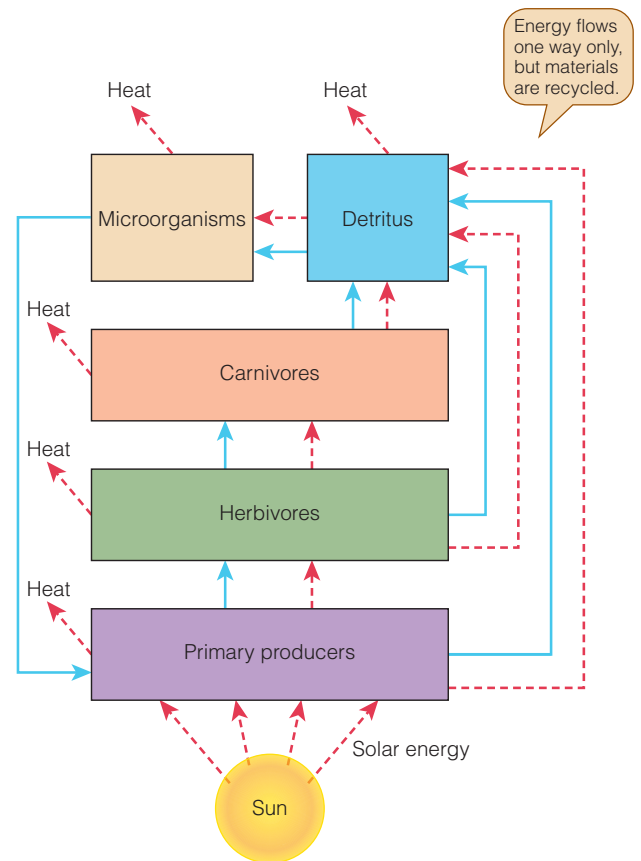 Energy flows
one way only,
but materials
are recycled.
Heat
Heat
Microorganisms
Detritus
Heat
Carnivores
Heat
Herbivores
Heat
Primary producers
Solar energy
Sun